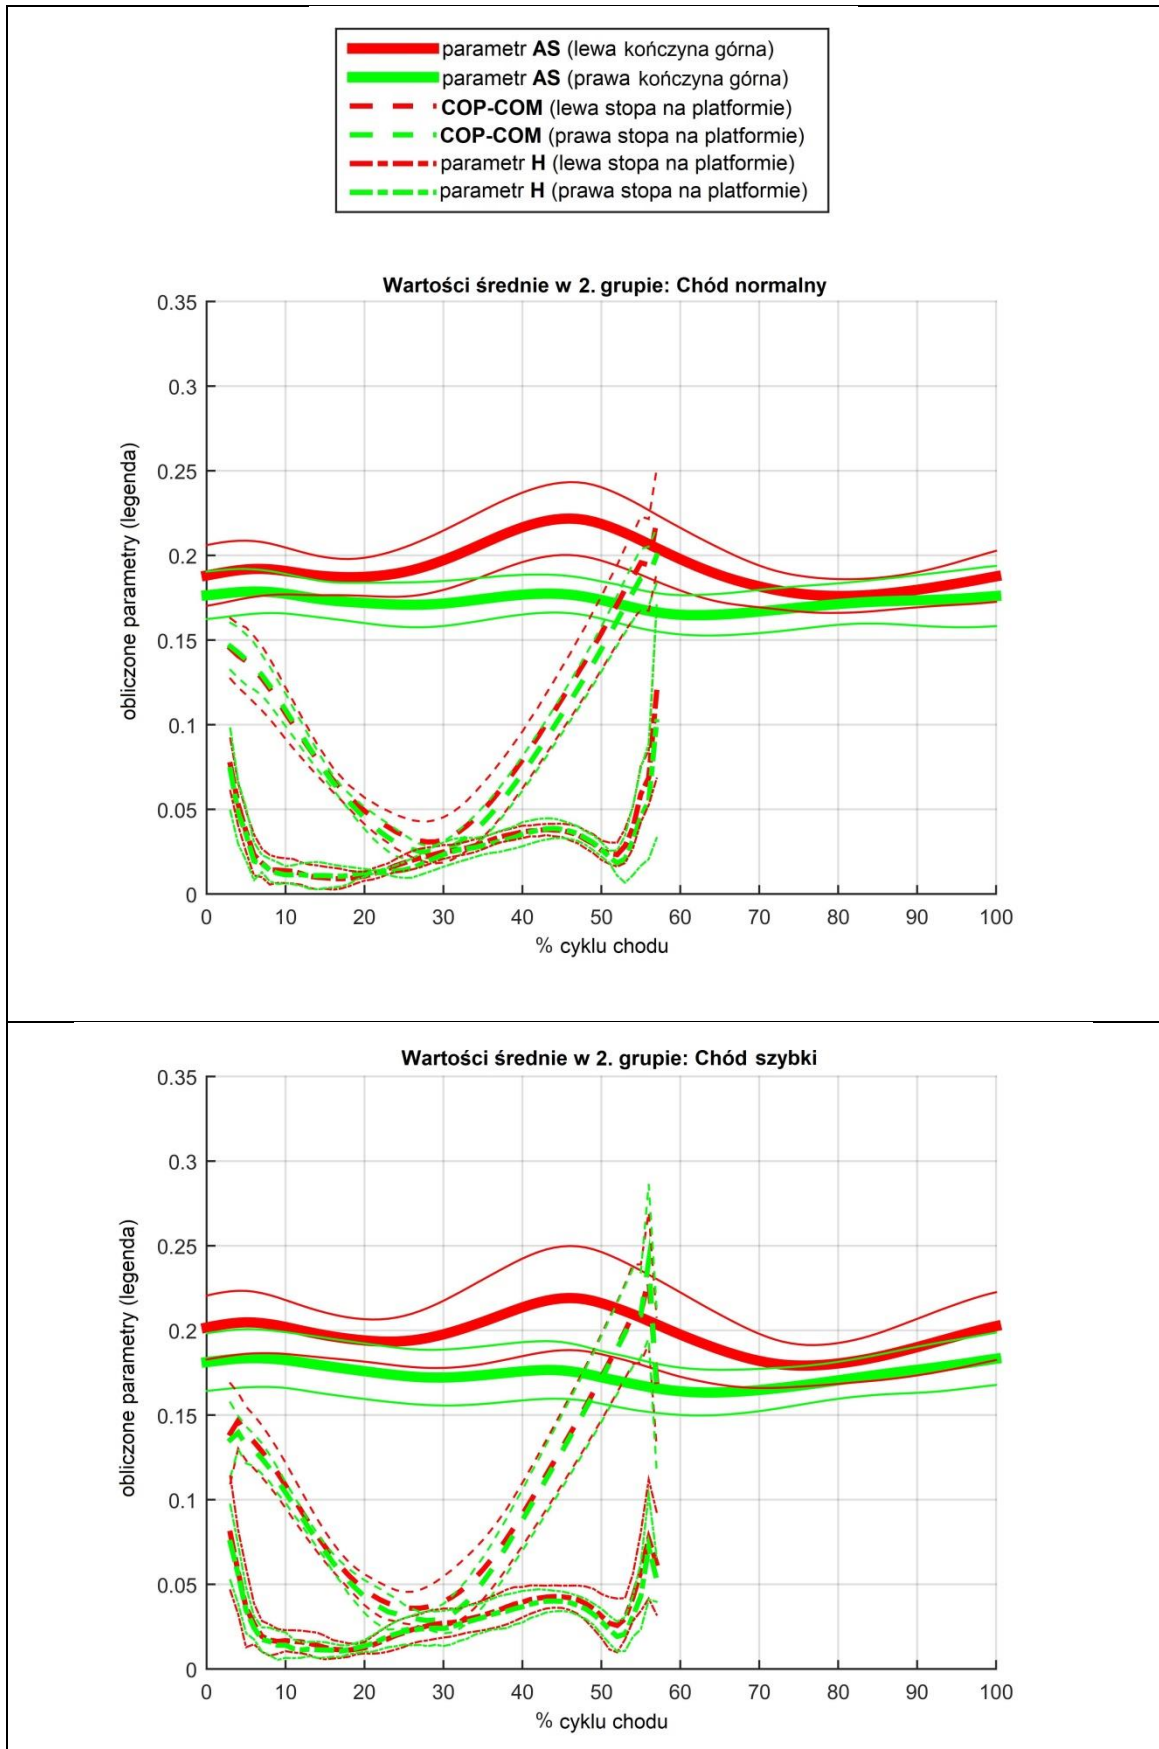 parametr AS (lewa kończyna górna)
parametr AS (prawa kończyna górna)
COP-COM (lewa stopa na platformie)
COP-COM (prawa stopa na platformie)
parametr H (lewa stopa na platformie)
parametr H (prawa stopa na platformie)
Wartości średnie w 2. grupie: Chód normalny
0.35
0.3
0.25
0.2
0.15
0.1
0.05
0
obliczone parametry (legenda)
0 10 20 30 40 50 60 70 80 90 100
% cyklu chodu
Wartości średnie w 2. grupie: Chód szybki
0.35
0.3
0.25
0.2
0.15
0.1
0.05
0
obliczone parametry (legenda)
0 10 20 30 40 50 60 70 80 90 100
% cyklu chodu